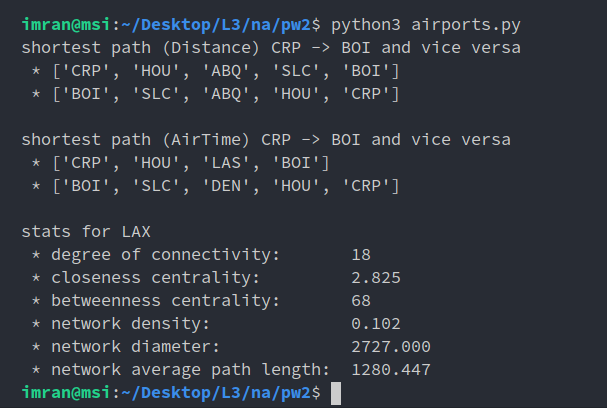 imran@msi:~/Desktop/L3/na/pw2$ python3 airports.py
shortest path (Distance) CRP -> BOI and vice versa
 * ['CRP', 'HOU', 'ABQ', 'SLC', 'BOI']
 * ['BOI', 'SLC', 'ABQ', 'HOU', 'CRP']

shortest path (AirTime) CRP -> BOI and vice versa
 * ['CRP', 'HOU', 'LAS', 'BOI']
 * ['BOI', 'SLC', 'DEN', 'HOU', 'CRP']

stats for LAX
 * degree of connectivity:       18
 * closeness centrality:         2.825
 * betweenness centrality:       68
 * network density:              0.102
 * network diameter:             2727.000
 * network average path length:  1280.447
imran@msi:~/Desktop/L3/na/pw2$